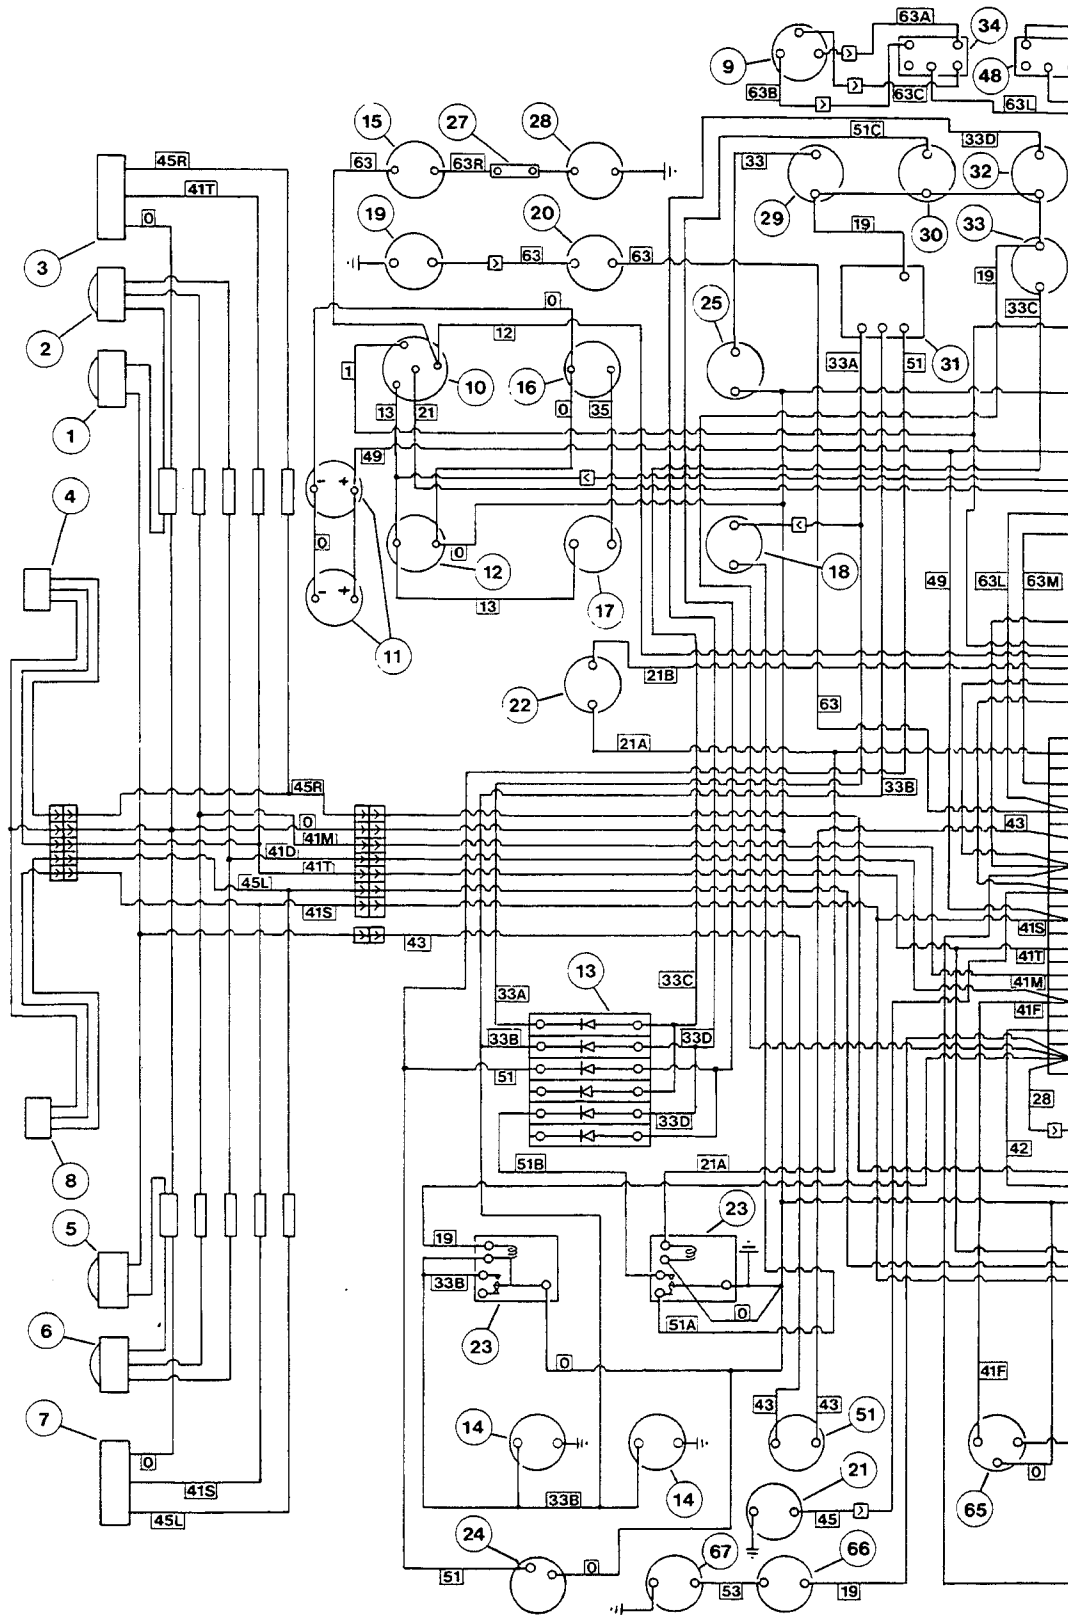 63A
34
9
48
63B
63C
63L
15
27
28
51C
33D
45R
63
63R
33
32
41T
29
0
30
33
19
20
19
3
63
63
19
2
0
25
33C
12
1
10
16
33A
51
31
13
21
0
35
1
49
4
- +
0
0
18
12
49
63L
63M
- +
13
17
11
22
21B
63
21A
45R
33B
0
43
41M
41D
41T
45L
41S
41S
43
41T
13
41M
33A
33C
41F
33B
33D
51
28
33D
42
8
51B
21A
23
5
19
33B
0
6
51A
23
0
41F
7
43
43
14
51
0
21
41S
33B
14
0
45
65
45L
24
67
66
51
0
53
19